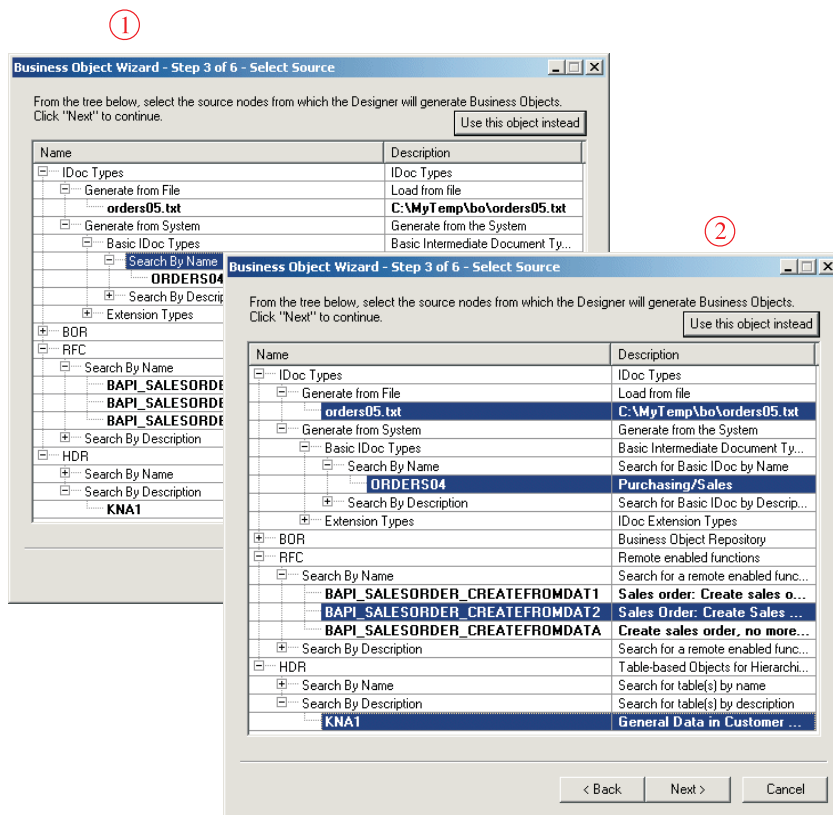 1
Business Object Wizard - Step 3 of 6 - Select Source
From the tree below, select the source nodes from which the Designer will generate Business Objects.
Click "Next" to continue.
Use this object instead
Name Description
IDoc Types IDoc Types
Generate from File Load from file
orders05.txt C:\MyTemp\bo\orders05.txt
Generate from System Generate from the System
Basic IDoc Types Basic Intermediate Document Ty...
Search By Name
ORDERS04
Search By Descrip
Extension Types
BOR
RFC
Search By Name
BAPI_SALESORDE
BAPI_SALESORDE
BAPI_SALESORDE
Search By Description
HDR
Search By Name
Search By Description
KNA1
2
Business Object Wizard - Step 3 of 6 - Select Source
From the tree below, select the source nodes from which the Designer will generate Business Objects.
Click "Next" to continue.
Use this object instead
Name Description
IDoc Types IDoc Types
Generate from File Load from file
orders05.txt C:\MyTemp\bo\orders05.txt
Generate from System Generate from the System
Basic IDoc Types Basic Intermediate Document Ty...
Search By Name Search for Basic IDoc by Name
ORDERS04 Purchasing/Sales
Search By Description Search for Basic IDoc by Descrip...
Extension Types IDoc Extension Types
BOR Business Object Repository
RFC Remote enabled functions
Search By Name Search for a remote enabled func...
BAPI_SALESORDER_CREATEFROMDAT1 Sales order: Create sales o...
BAPI_SALESORDER_CREATEFROMDAT2 Sales Order: Create Sales ...
BAPI_SALESORDER_CREATEFROMDATA Create sales order, no more...
Search By Description Search for a remote enabled func...
HDR Table-based Objects for Hierarchi...
Search By Name Search for table(s) by name
Search By Description Search for table(s) by description
KNA1 General Data in Customer ...
< Back Next > Cancel